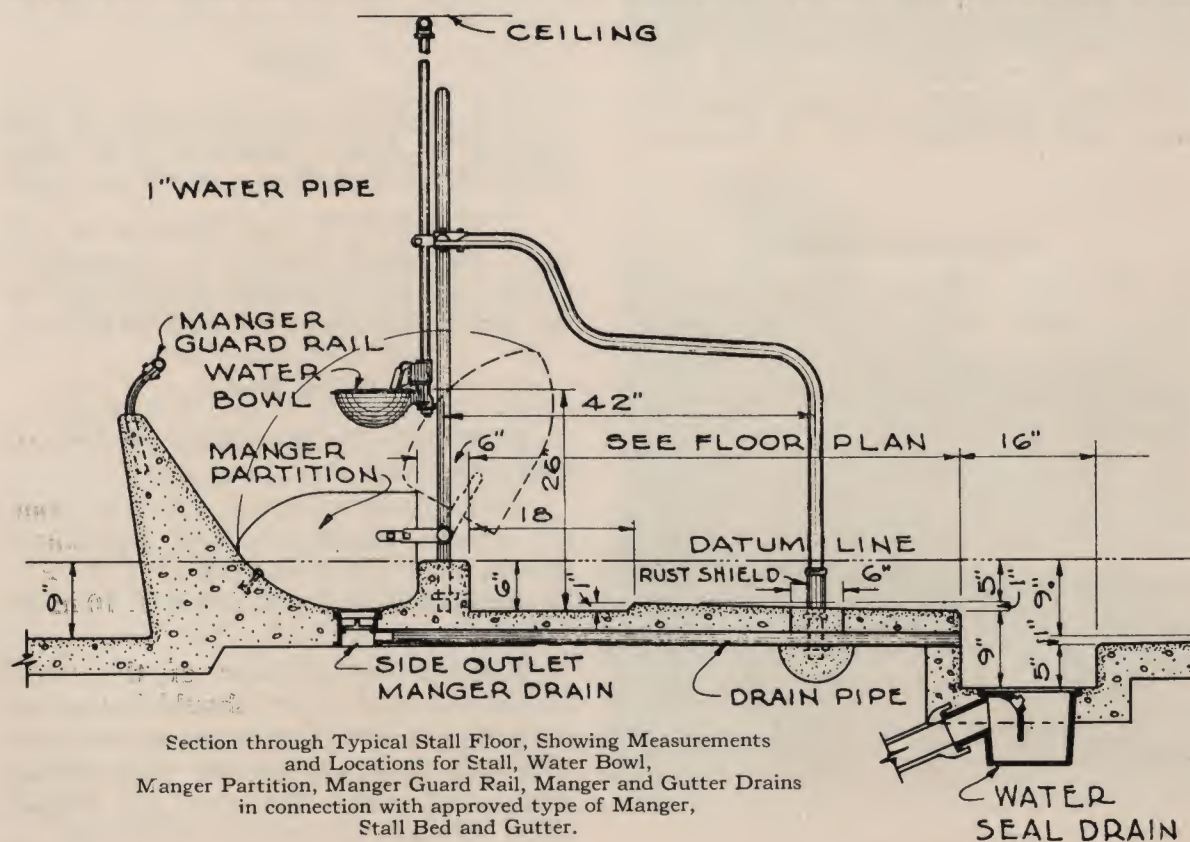 CEILING
1" WATER PIPE
MANGER
GUARD RAIL
WATER
BOWL
42"
MANGER
PARTITION
6"
26"
SEE FLOOR PLAN
16"
18
DATUM LINE
RUST SHIELD
6"
9"
6"
1"
5"
1"
9"
9"
1"
5"
SIDE OUTLET
MANGER DRAIN
DRAIN PIPE
Section through Typical Stall Floor, Showing Measurements
and Locations for Stall, Water Bowl,
Manger Partition, Manger Guard Rail, Manger and Gutter Drains
in connection with approved type of Manger,
Stall Bed and Gutter.
WATER
SEAL DRAIN